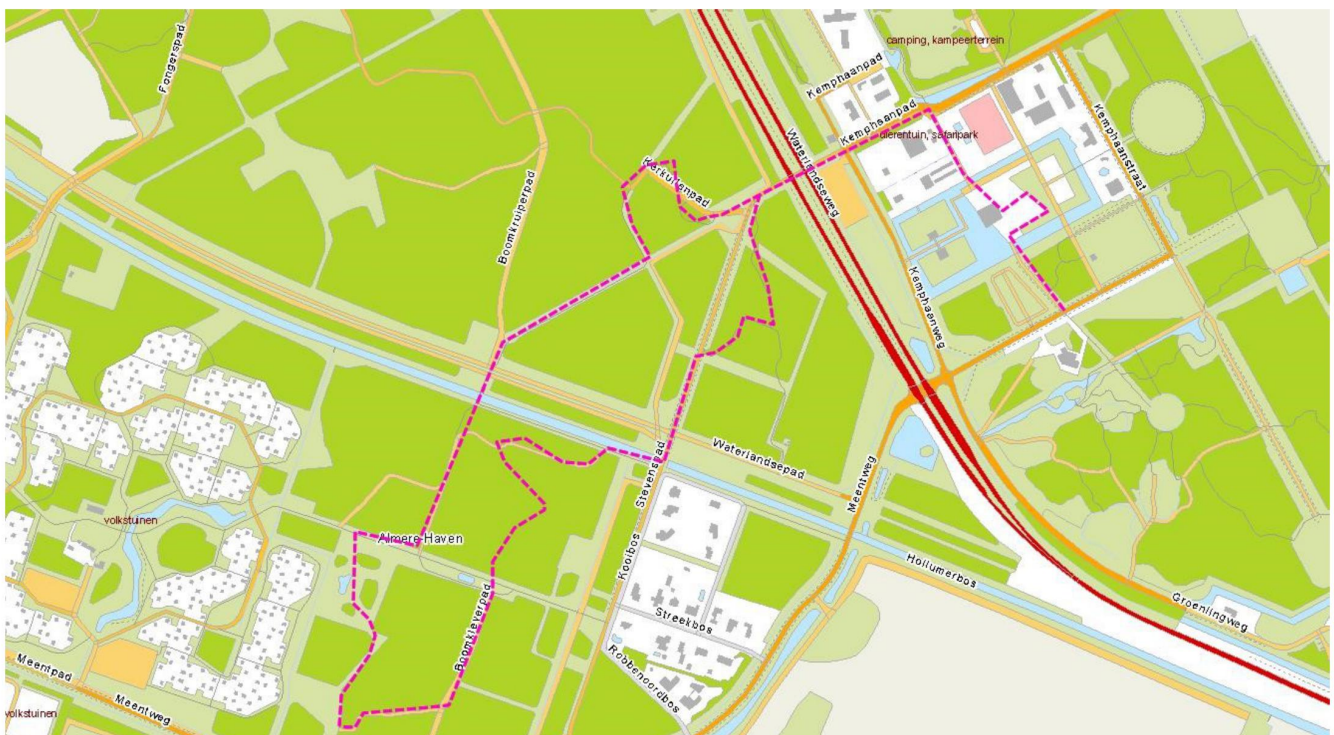 camping, kampeerterrein
Fongerspad
Kemphaanpad
Kemphaanpad
dierentuin, safaripark
Kemphaanstraat
Waterlandseweg
Kerkuilenpad
Boomkruiperpad
Kemphaanweg
Waterlandsepad
Stevenspad
Meentweg
volkstuinen
Almere-Haven
Kooibos
Hollumerbos
Boomkleverpad
Streekbos
Groenlingweg
Robbenoordbos
Meentpad
Meentweg
volkstuinen